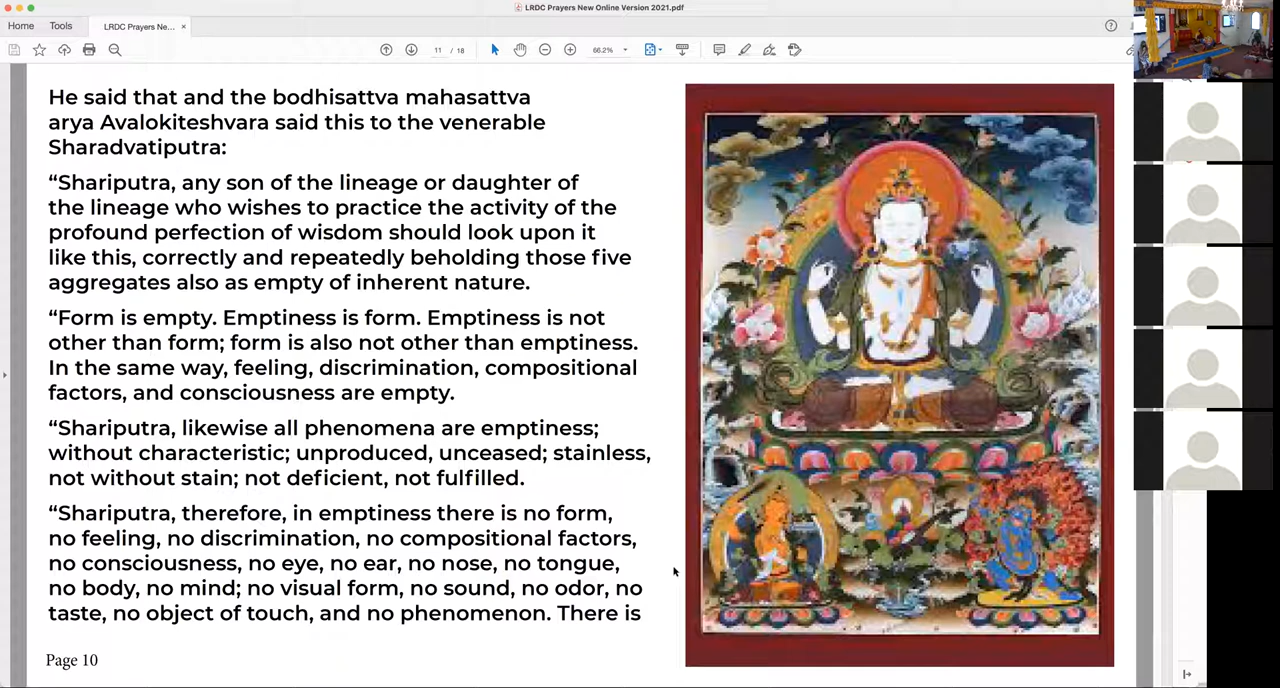 LRDC Prayers New Online Version 2021.pdf
Home Tools LRDC Prayers Ne... ×
11 / 18 66.2%
He said that and the bodhisattva mahasattva
arya Avalokiteshvara said this to the venerable
Sharadvatiputra:
“Shariputra, any son of the lineage or daughter of
the lineage who wishes to practice the activity of the
profound perfection of wisdom should look upon it
like this, correctly and repeatedly beholding those five
aggregates also as empty of inherent nature.
“Form is empty. Emptiness is form. Emptiness is not
other than form; form is also not other than emptiness.
In the same way, feeling, discrimination, compositional
factors, and consciousness are empty.
“Shariputra, likewise all phenomena are emptiness;
without characteristic; unproduced, unceased; stainless,
not without stain; not deficient, not fulfilled.
“Shariputra, therefore, in emptiness there is no form,
no feeling, no discrimination, no compositional factors,
no consciousness, no eye, no ear, no nose, no tongue,
no body, no mind; no visual form, no sound, no odor, no
taste, no object of touch, and no phenomenon. There is
Page 10